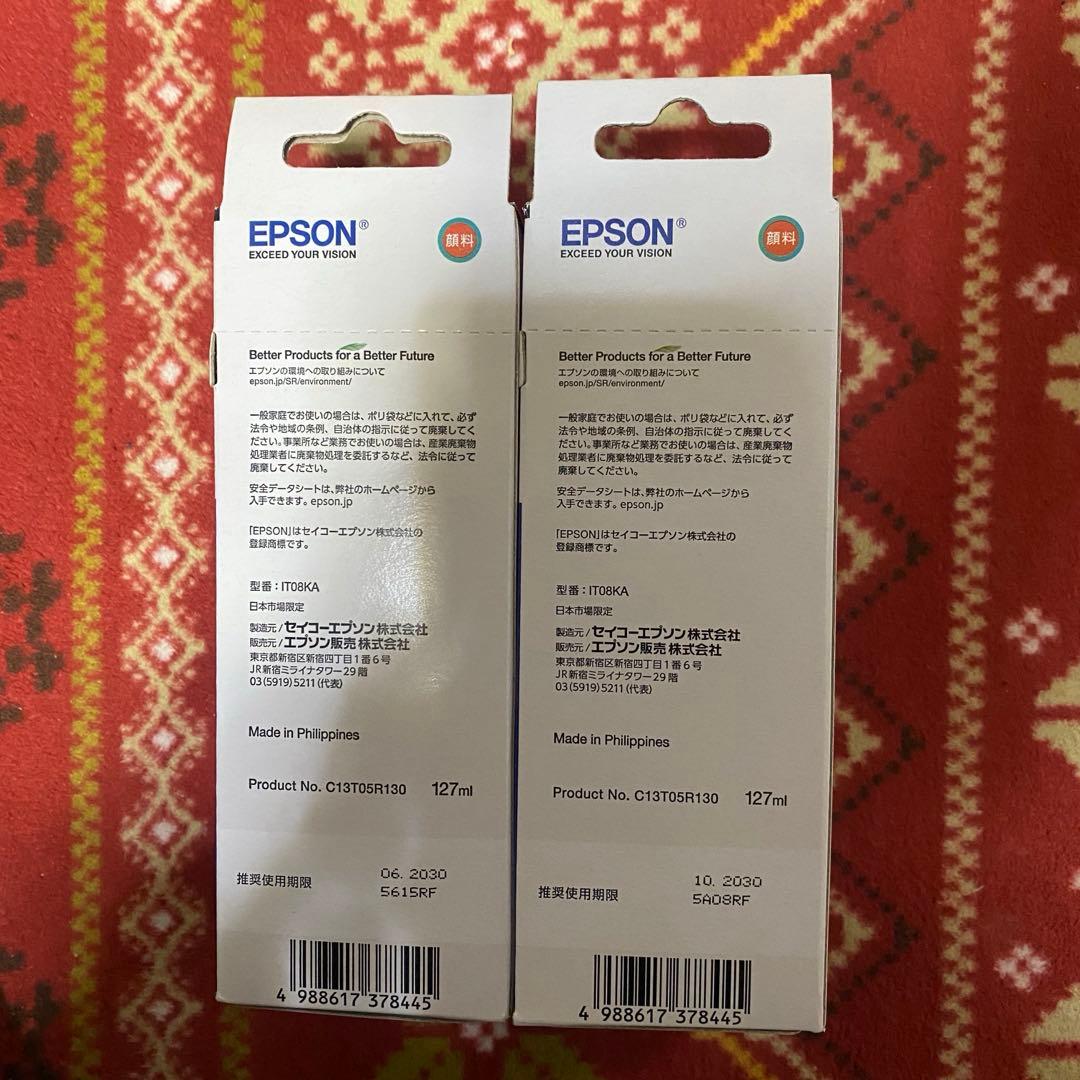 EPSON®
EXCEED YOUR VISION
顔料
Better Products for a Better Future
エプソンの環境への取り組みについて
epson.jp/SR/environment/
一般家庭でお使いの場合は、ポリ袋などに入れて、必ず
法令や地域の条例、自治体の指示に従って廃棄してく
ださい。事業所など業務でお使いの場合は、産業廃棄物
処理業者に廃棄物処理を委託するなど、法令に従って
廃棄してください。
安全データシートは、弊社のホームページから
入手できます。epson.jp
「EPSON」はセイコーエプソン株式会社の
登録商標です。
型番：IT08KA
日本市場限定
製造元/セイコーエプソン株式会社
販売元/エプソン販売 株式会社
東京都新宿区新宿四丁目1番6号
JR新宿ミライナタワー29階
03(5919)5211(代表)
Made in Philippines
Product No. C13T05R130 127ml
推奨使用期限
06. 2030
5615RF
4 988617 378445
EPSON®
EXCEED YOUR VISION
顔料
Better Products for a Better Future
エプソンの環境への取り組みについて
epson.jp/SR/environment/
一般家庭でお使いの場合は、ポリ袋などに入れて、必ず
法令や地域の条例、自治体の指示に従って廃棄してく
ださい。事業所など業務でお使いの場合は、産業廃棄物
処理業者に廃棄物処理を委託するなど、法令に従って
廃棄してください。
安全データシートは、弊社のホームページから
入手できます。epson.jp
「EPSON」はセイコーエプソン株式会社の
登録商標です。
型番：IT08KA
日本市場限定
製造元/セイコーエプソン株式会社
販売元/エプソン販売 株式会社
東京都新宿区新宿四丁目1番6号
JR新宿ミライナタワー29階
03(5919)5211(代表)
Made in Philippines
Product No. C13T05R130 127ml
推奨使用期限
10. 2030
5A08RF
4 988617 378445